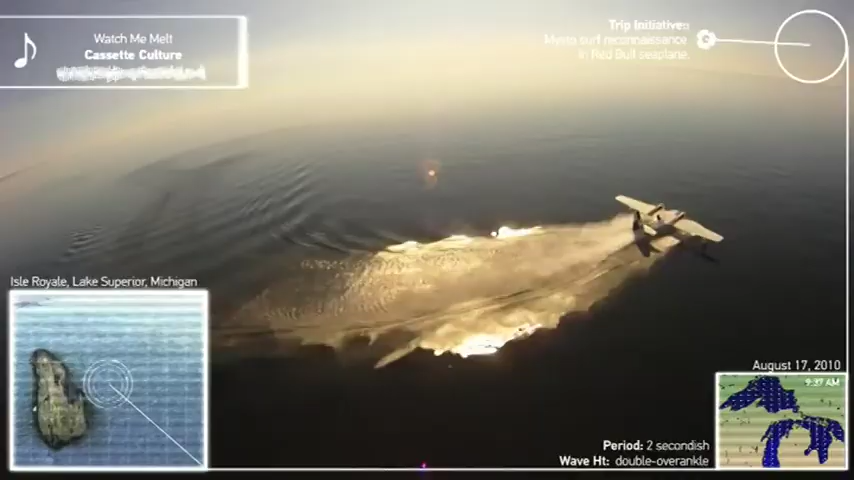 Watch Me Melt
Cassette Culture
Trip Initiative:
surf reconnaissance
in Red Bull seaplane.
Isle Royale, Lake Superior, Michigan
August 17, 2010
9:37 AM
Period: 2 secondish
Wave Ht: double-overankle